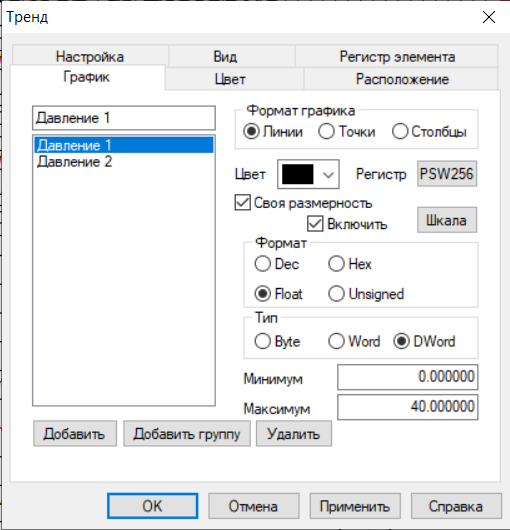 Тренд
Настройка Вид Регистр элемента
График Цвет Расположение
Давление 1
Давление 1
Давление 2
Формат графика
Линии Точки Столбцы
Цвет Регистр PSW256
Своя размерность
Включить Шкала
Формат
Dec Hex
Float Unsigned
Тип
Byte Word DWord
Минимум 0.000000
Максимум 40.000000
Добавить Добавить группу Удалить
OK Отмена Применить Справка